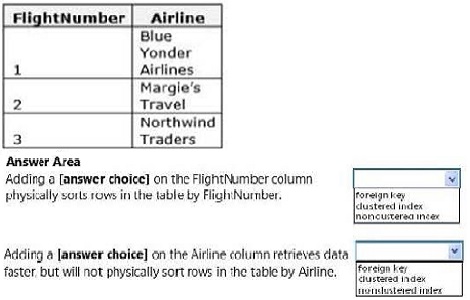 FlightNumber Airline
Blue
Yonder
1 Airlines
Margie's
2 Travel
Northwind
3 Traders
Answer Area
Adding a [answer choice] on the FlightNumber column
physically sorts rows in the table by FlightNumber.
foreign key
clustered index
nonclustered index
Adding a [answer choice] on the Airline column retrieves data
faster, but will not physically sort rows in the table by Airline.
foreign key
clustered index
nonclustered index